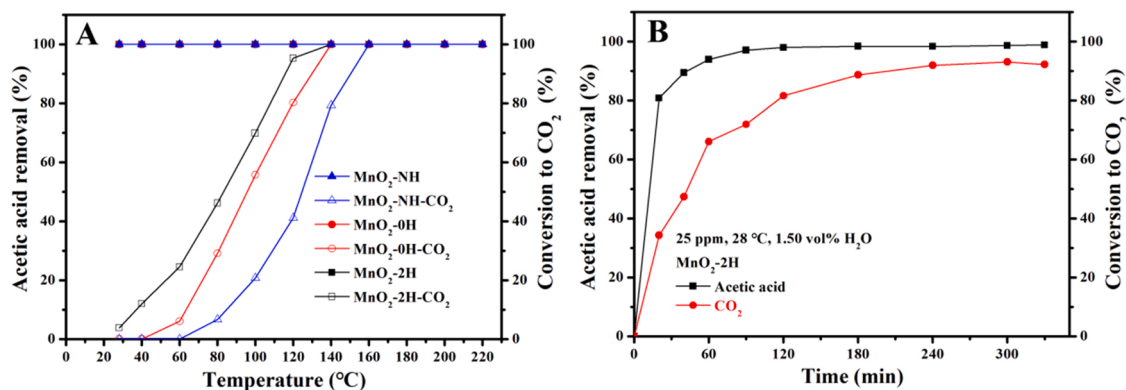 A
Acetic acid removal (%)
100
80
60
40
20
0
0 20 40 60 80 100 120 140 160 180 200 220
Temperature (℃)
100
80
60
40
20
0
Conversion to CO₂ (%)
MnO₂-NH
MnO₂-NH-CO₂
MnO₂-0H
MnO₂-0H-CO₂
MnO₂-2H
MnO₂-2H-CO₂
B
Acetic acid removal (%)
100
80
60
40
20
0
0 60 120 180 240 300
Time (min)
100
80
60
40
20
0
Conversion to CO₂ (%)
25 ppm, 28 ℃, 1.50 vol% H₂O
MnO₂-2H
Acetic acid
CO₂